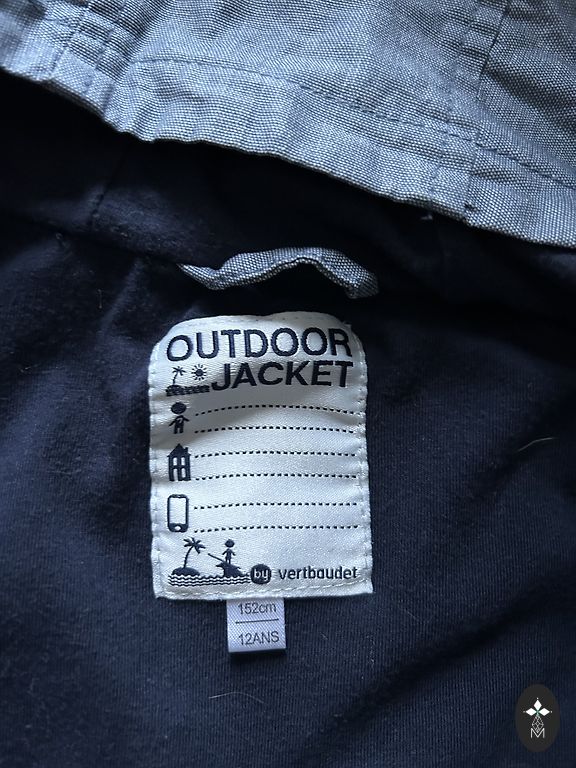 OUTDOOR
JACKET
by vertbaudet
152cm
12ANS
M